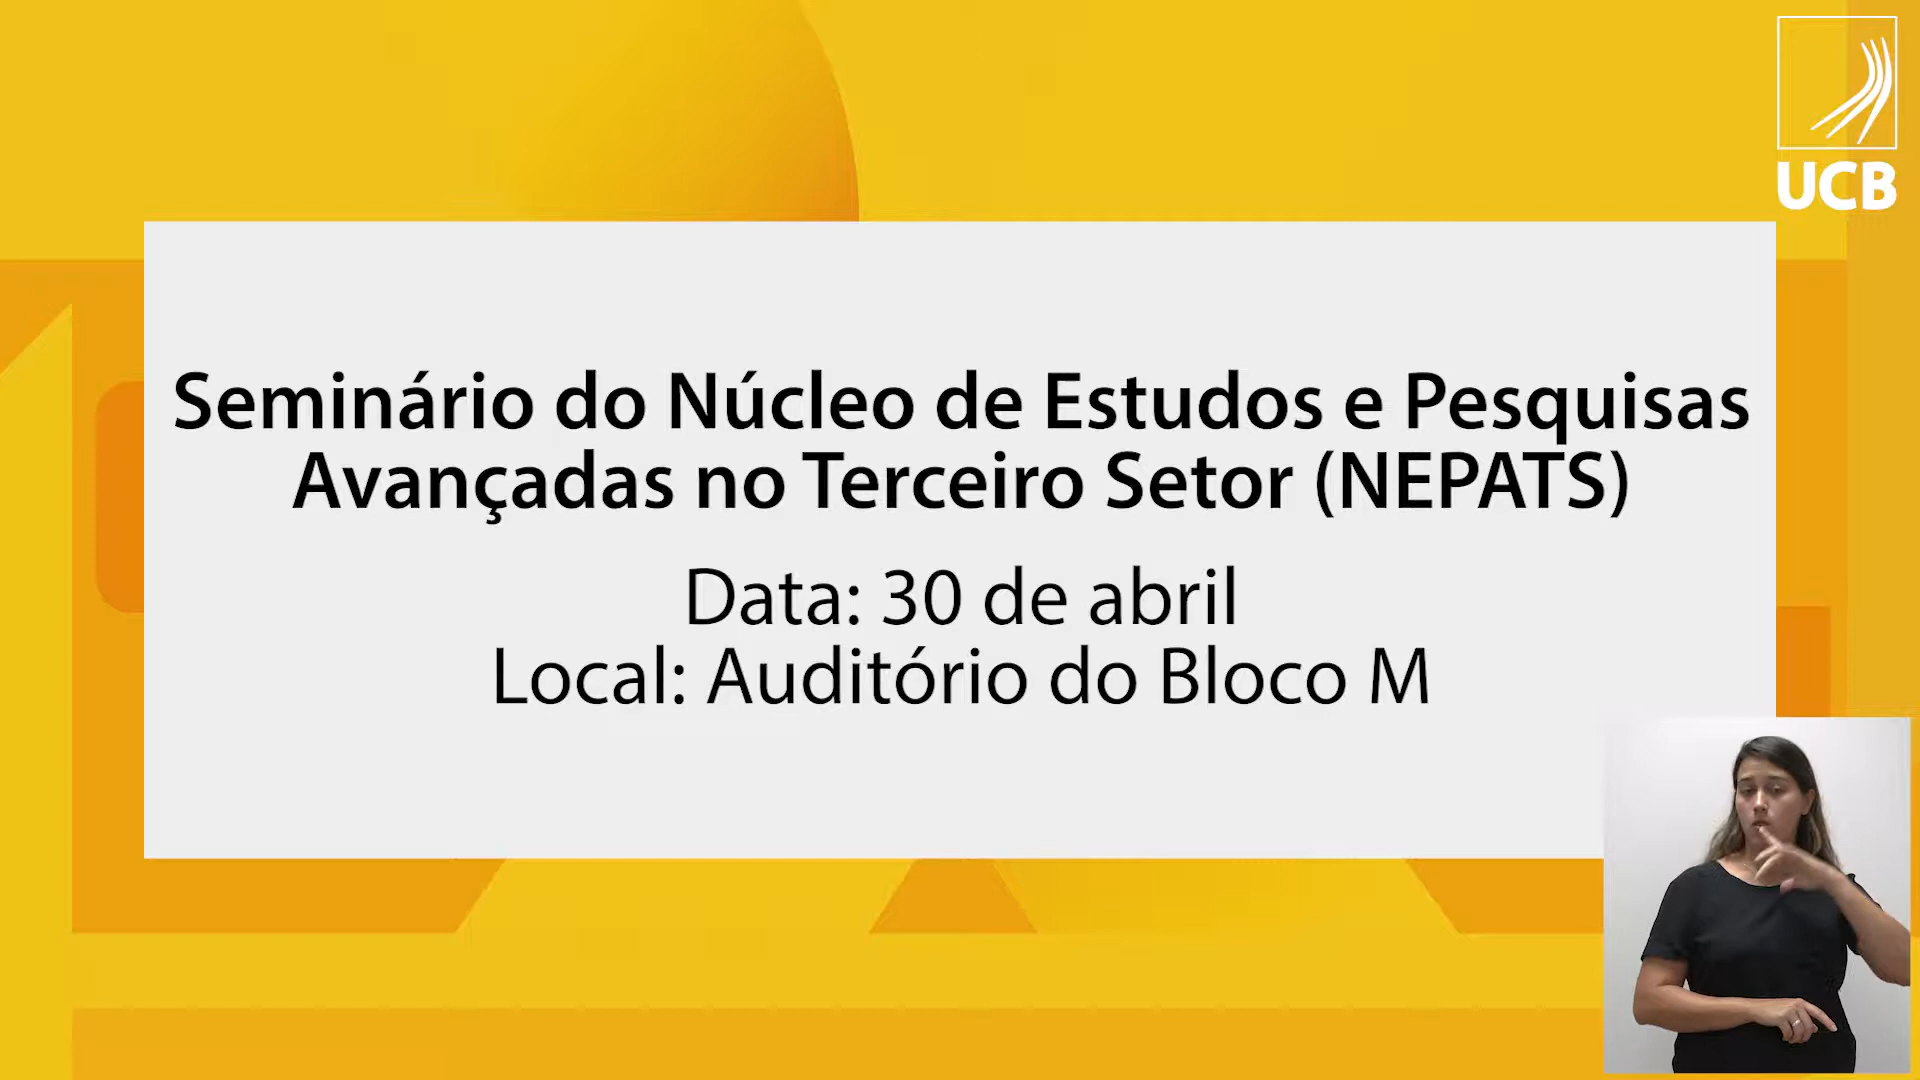 UCB
Seminário do Núcleo de Estudos e Pesquisas
Avançadas no Terceiro Setor (NEPATS)
Data: 30 de abril
Local: Auditório do Bloco M